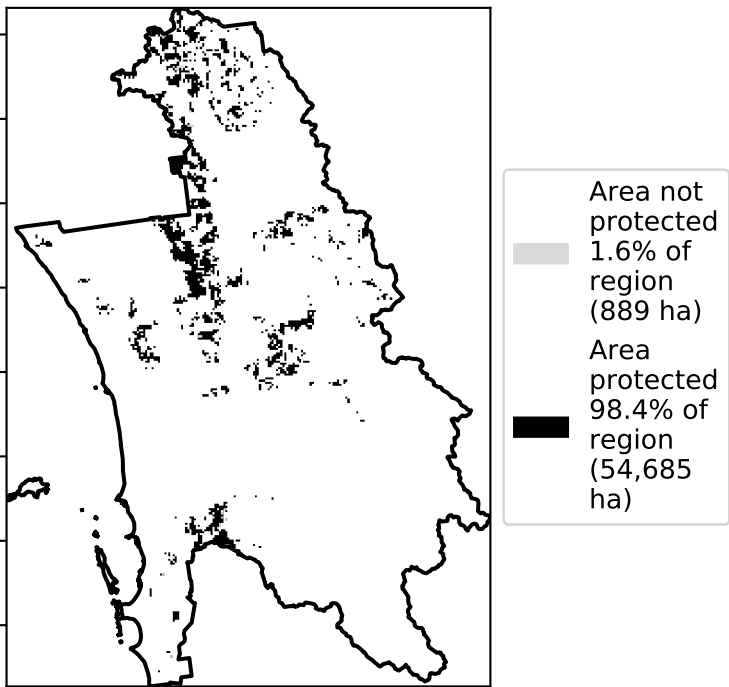 Area not
protected
1.6% of
region
(889 ha)
Area
protected
98.4% of
region
(54,685
ha)